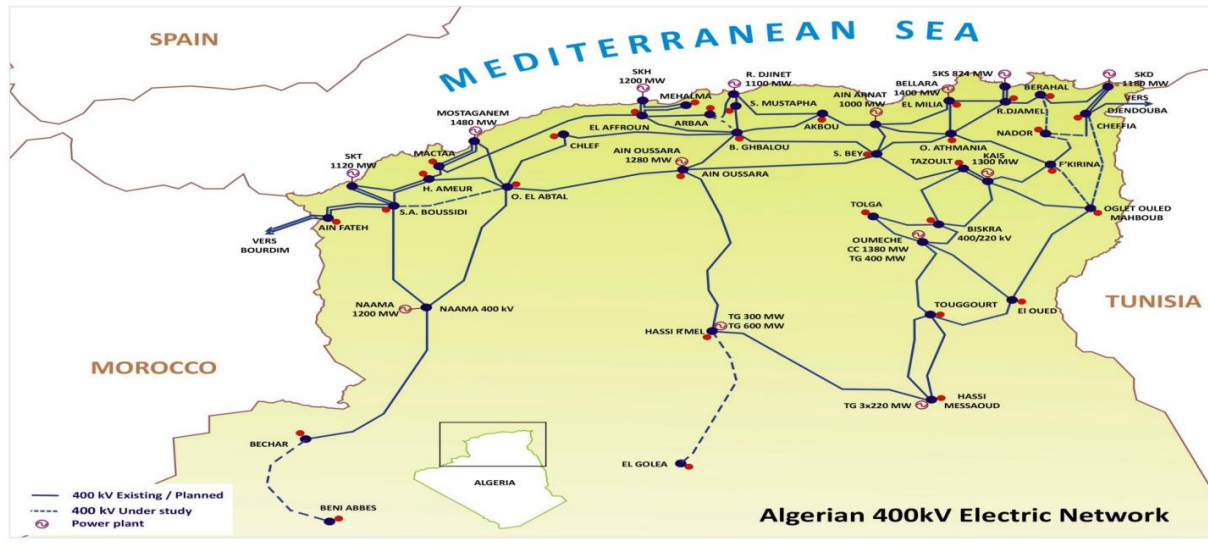 MEDITERRANEAN SEA
SPAIN
SKH
1200 MW
MEHALMA
R. DJINET
1100 MW
S. MUSTAPHA
ARBAA
EL AFFROUN
MOSTAGANEM
1480 MW
CHLEF
AKBOU
AIN ARNAT
1000 MW
BELLARA
1400 MW
EL MILIA
SKS 824 MW
BERAHAL
SKD
1180 MW
VERS
DJENDOUBA
R.DJAMEL
NADOR
CHEFFIA
MACTAA
SKT
1120 MW
H. AMEUR
AIN OUSSARA
1280 MW
AIN OUSSARA
B. GHBALOU
S. BEY
O. ATHMANIA
TAZOULT
KAIS
1300 MW
F'KIRINA
O. EL ABTAL
S.A. BOUSSIDI
AIN FATEH
VERS
BOURDIM
TOLGA
BISKRA
400/220 kV
OGLET OULED
MAHBOUB
OUMECHE
CC 1380 MW
TG 400 MW
NAAMA
1200 MW
NAAMA 400 kV
TOUGGOURT
EI OUED
TUNISIA
TG 300 MW
TG 600 MW
HASSI R'MEL
MOROCCO
TG 3x220 MW
HASSI
MESSAOUD
BECHAR
EL GOLEA
ALGERIA
BENI ABBES
400 kV Existing / Planned
400 kV Under study
Power plant
Algerian 400kV Electric Network